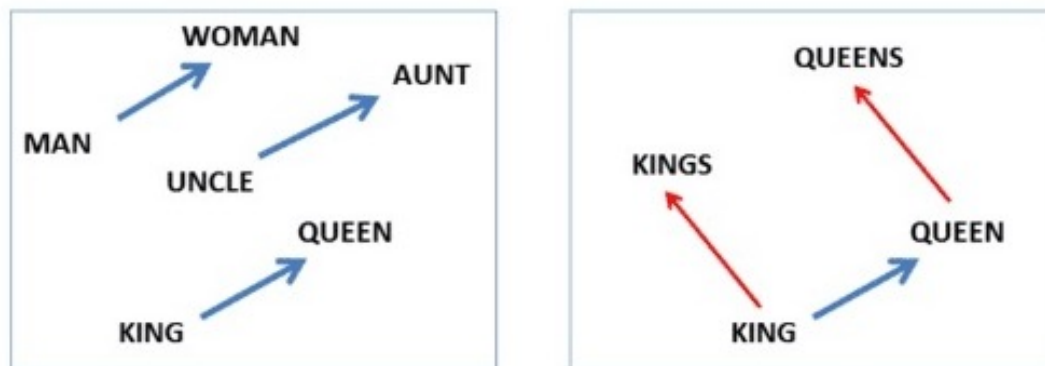 WOMAN
AUNT
MAN
UNCLE
QUEEN
KING
QUEENS
KINGS
QUEEN
KING